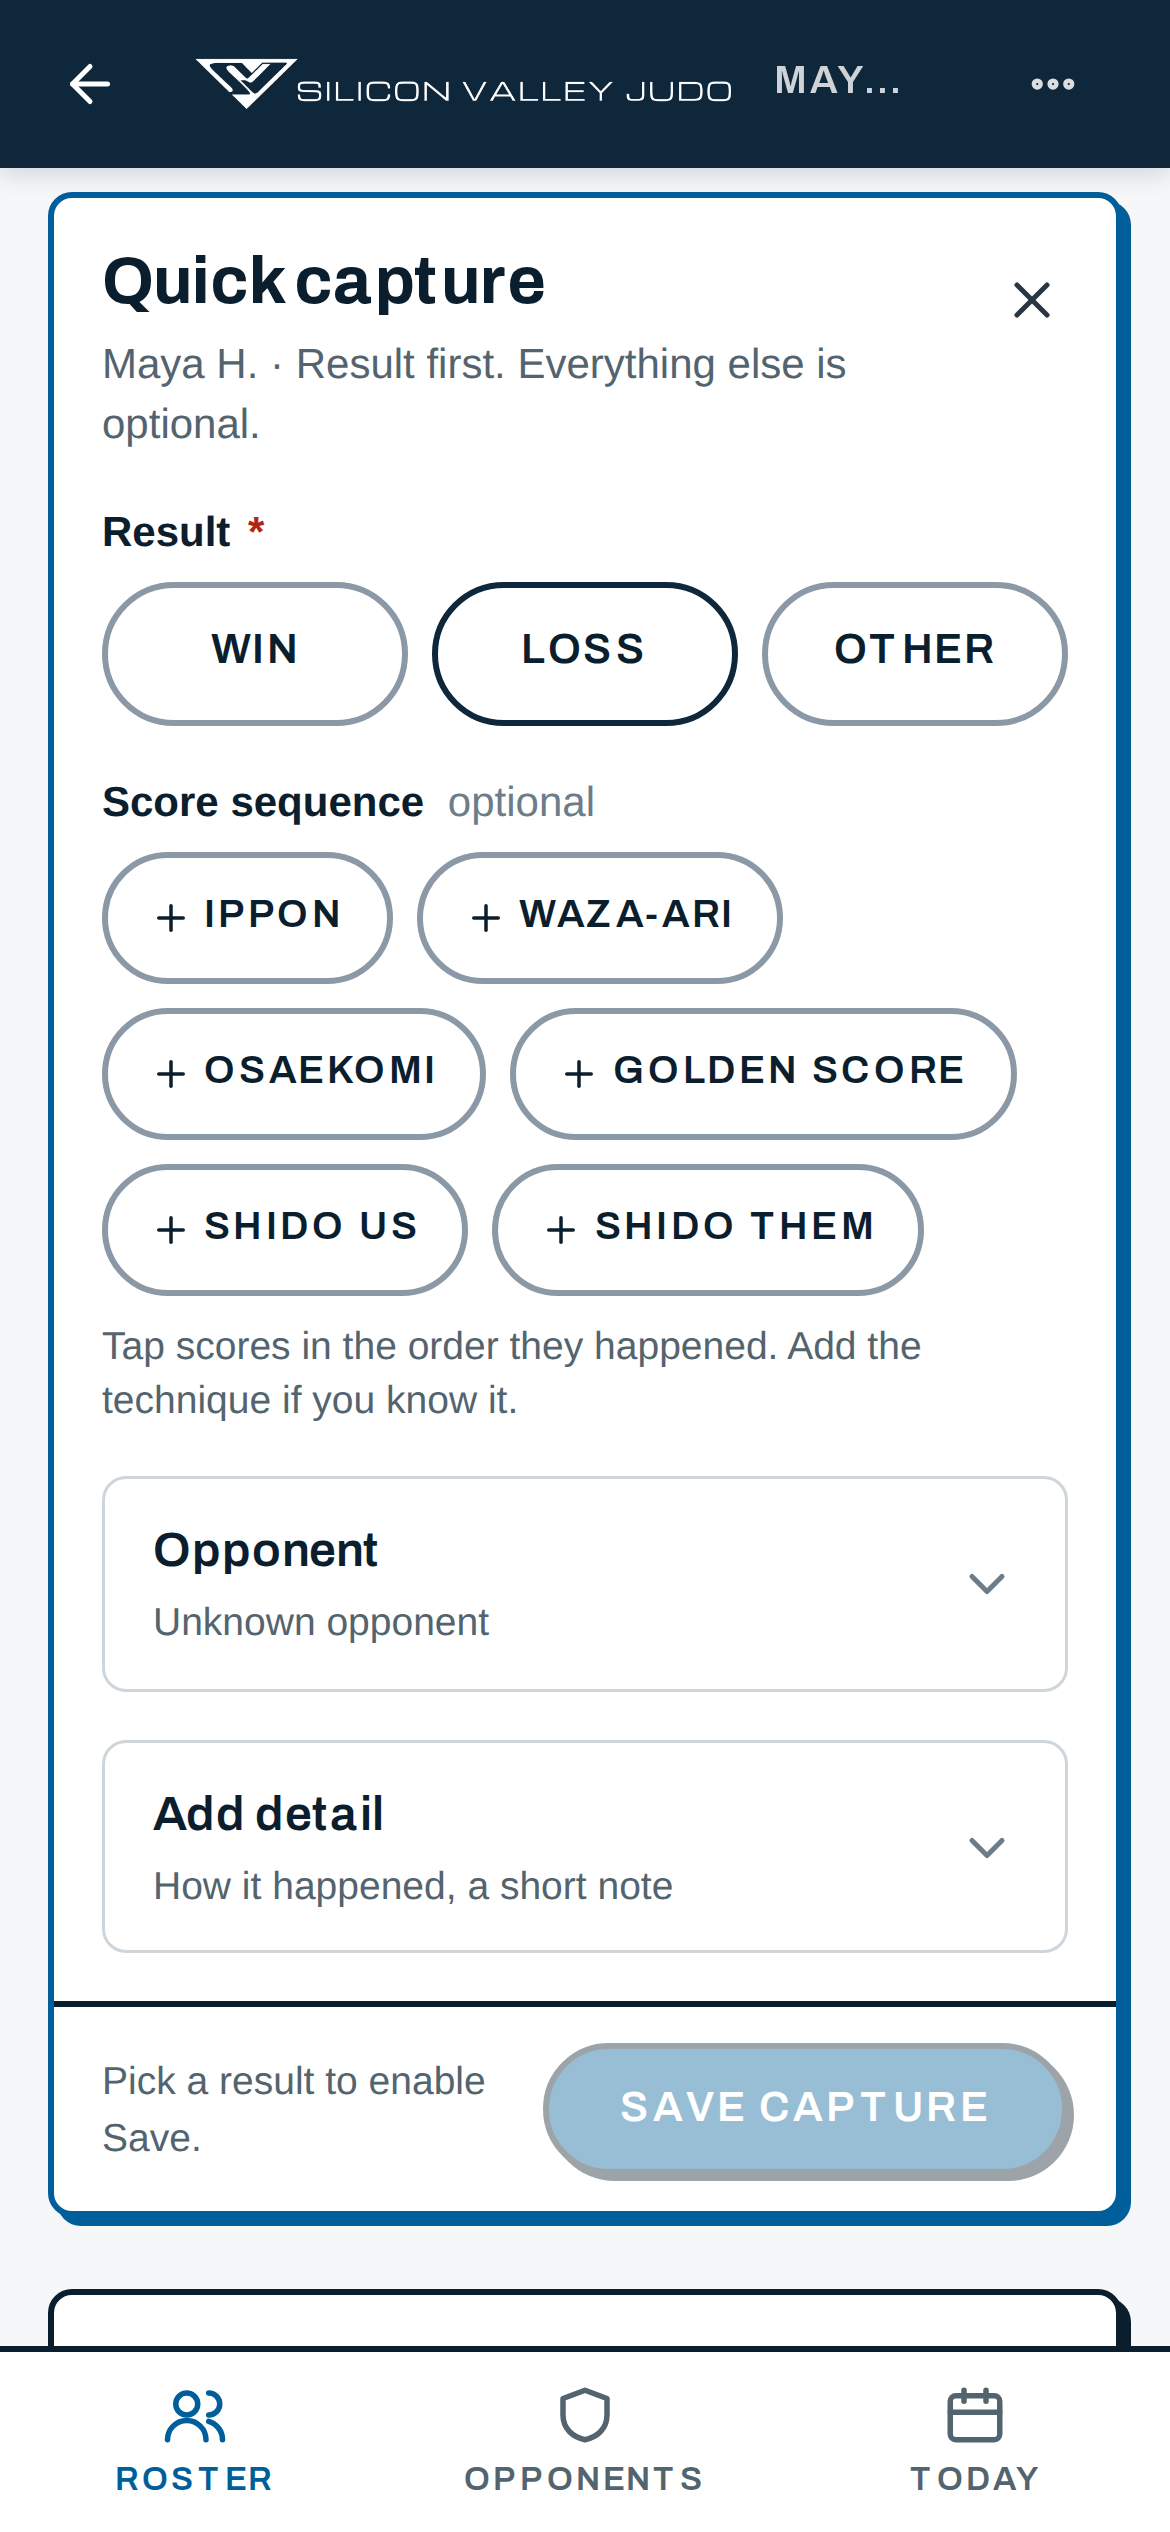 SILICON VALLEY JUDO MAY...
Quick capture
Maya H. · Result first. Everything else is
optional.
Result *
WIN LOSS OTHER
Score sequence optional
+ IPPON + WAZA-ARI
+ OSAEKOMI + GOLDEN SCORE
+ SHIDO US + SHIDO THEM
Tap scores in the order they happened. Add the
technique if you know it.
Opponent
Unknown opponent
Add detail
How it happened, a short note
Pick a result to enable
Save.
SAVE CAPTURE
ROSTER OPPONENTS TODAY